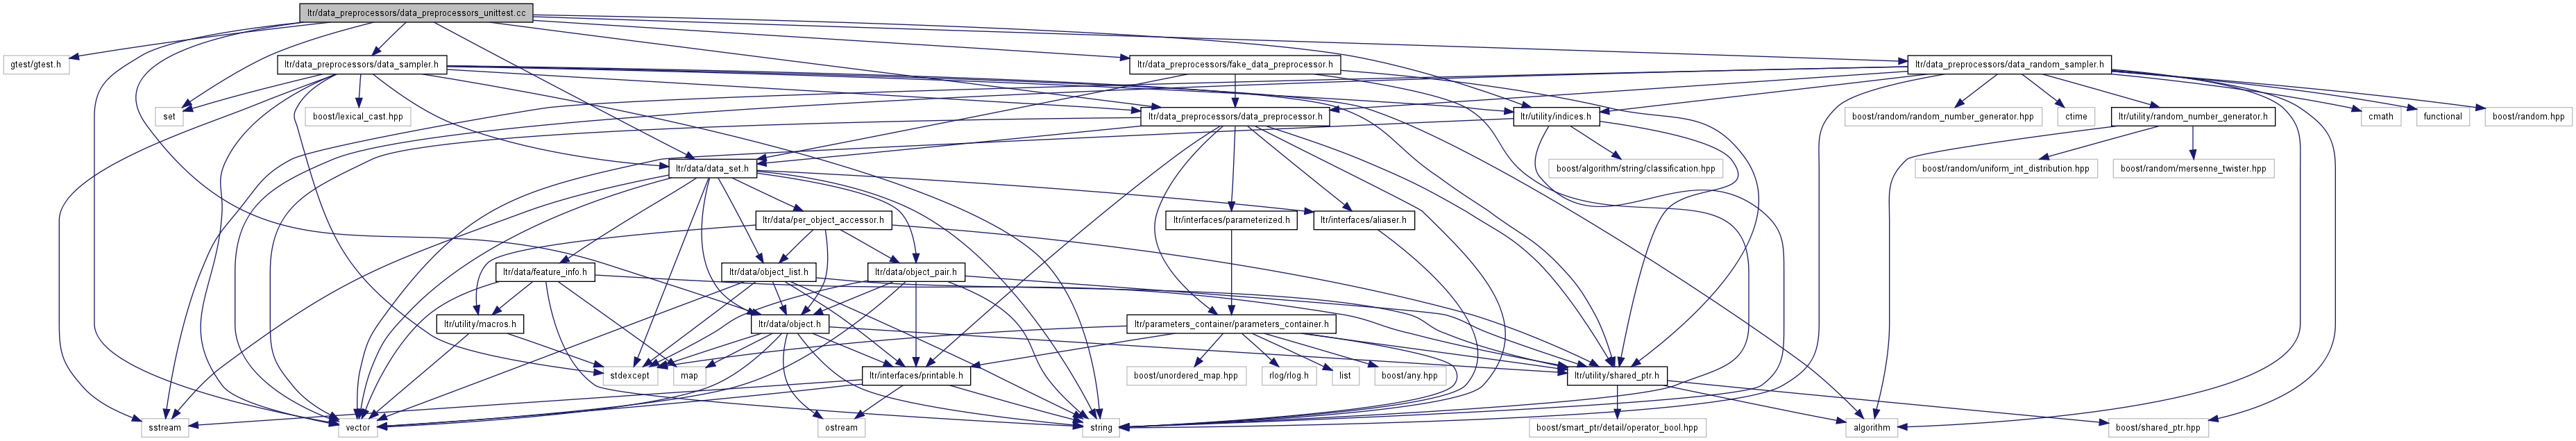 ltr/data_preprocessors/data_preprocessors_unittest.cc
gtest/gtest.h
ltr/data_preprocessors/data_sampler.h
ltr/data_preprocessors/fake_data_preprocessor.h
ltr/data_preprocessors/data_random_sampler.h
set
boost/lexical_cast.hpp
ltr/data_preprocessors/data_preprocessor.h
ltr/utility/indices.h
boost/random/random_number_generator.hpp
ctime
ltr/utility/random_number_generator.h
cmath
functional
boost/random.hpp
ltr/data/data_set.h
boost/algorithm/string/classification.hpp
boost/random/uniform_int_distribution.hpp
boost/random/mersenne_twister.hpp
ltr/data/per_object_accessor.h
ltr/interfaces/parameterized.h
ltr/interfaces/aliaser.h
ltr/data/feature_info.h
ltr/data/object_list.h
ltr/data/object_pair.h
ltr/utility/macros.h
ltr/data/object.h
ltr/parameters_container/parameters_container.h
stdexcept
map
ltr/interfaces/printable.h
boost/unordered_map.hpp
rlog/rlog.h
list
boost/any.hpp
ltr/utility/shared_ptr.h
sstream
vector
ostream
string
boost/smart_ptr/detail/operator_bool.hpp
algorithm
boost/shared_ptr.hpp